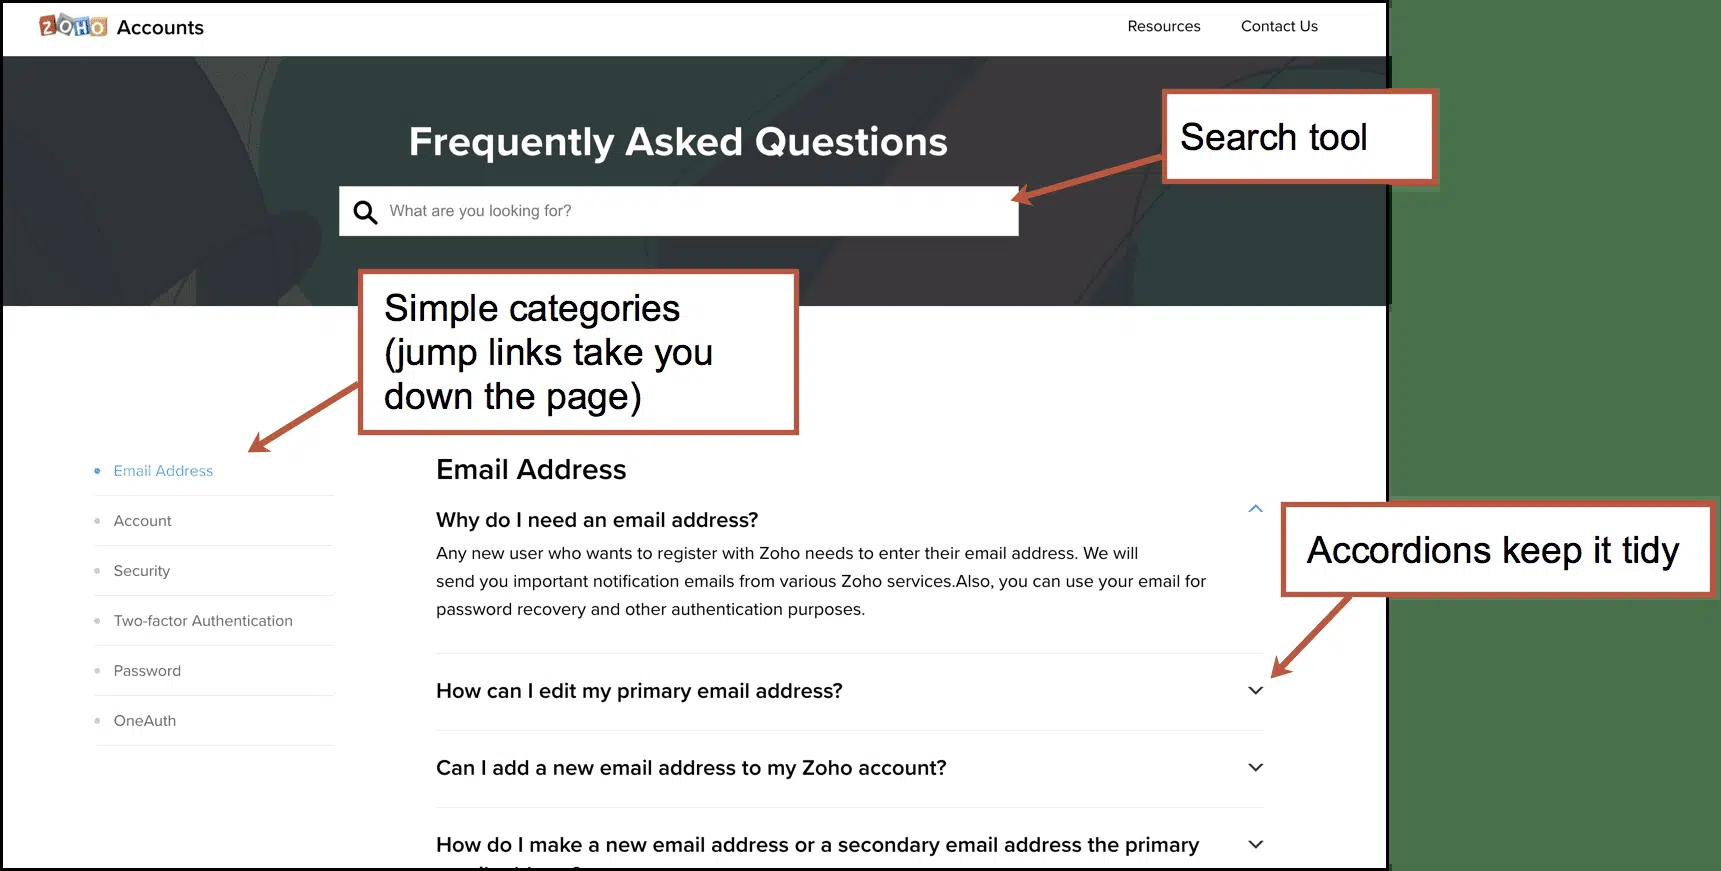 ZOHO Accounts
Resources
Contact Us
Frequently Asked Questions
Search tool
What are you looking for?
Simple categories
(jump links take you
down the page)
Email Address
Account
Security
Two-factor Authentication
Password
OneAuth
Email Address
Why do I need an email address?
Any new user who wants to register with Zoho needs to enter their email address. We will
send you important notification emails from various Zoho services.Also, you can use your email for
password recovery and other authentication purposes.
Accordions keep it tidy
How can I edit my primary email address?
Can I add a new email address to my Zoho account?
How do I make a new email address or a secondary email address the primary